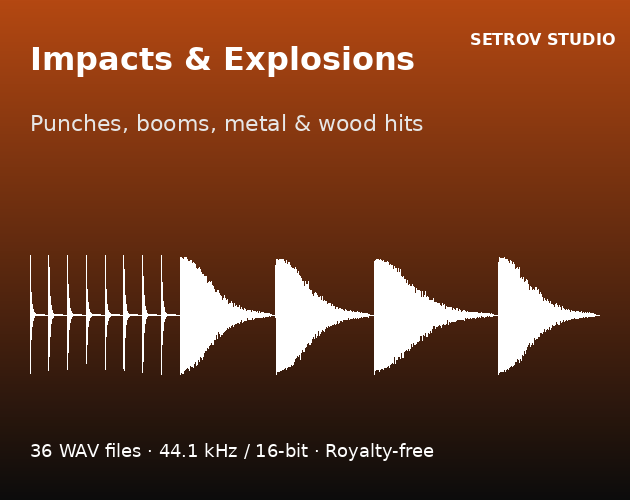 SETROV STUDIO
Impacts & Explosions
Punches, booms, metal & wood hits
36 WAV files · 44.1 kHz / 16-bit · Royalty-free